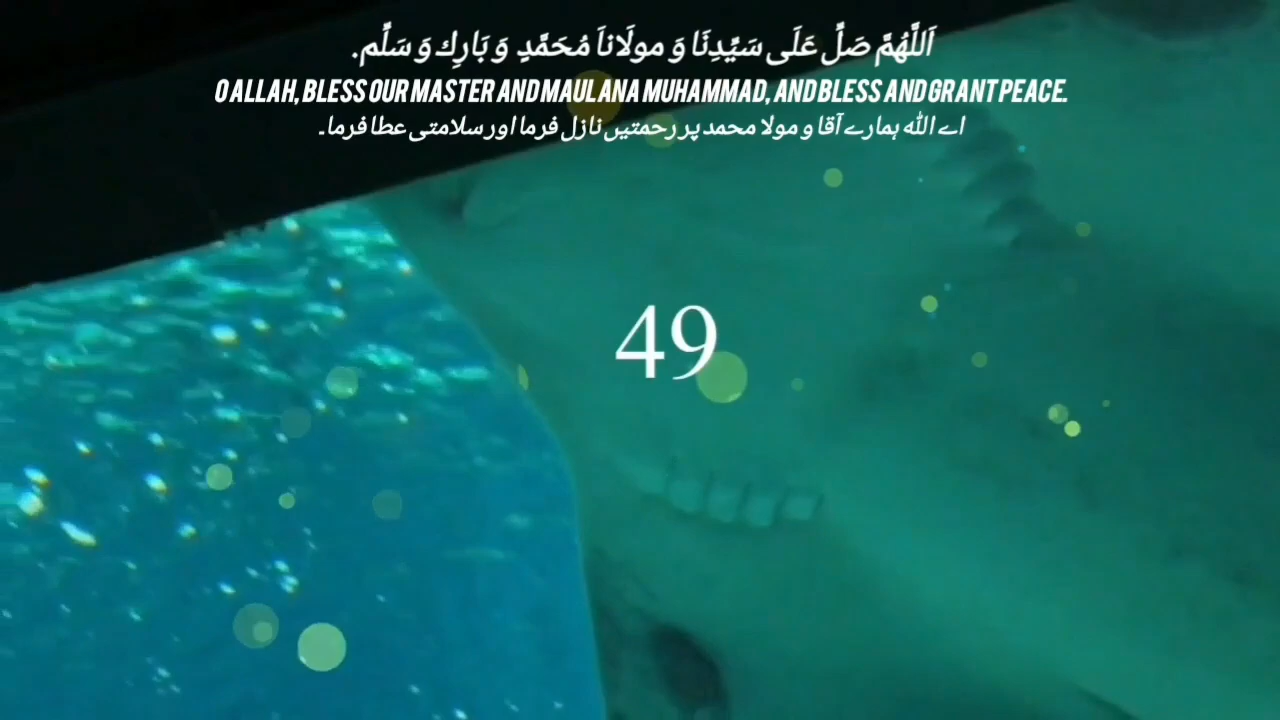 اَللَّهُمَّ صَلِّ عَلَى سَيِّدِنَا وَ مولَاناَ مُحَمَّدٍ وَ بَارِك وَ سَلِّم.
O ALLAH, BLESS OUR MASTER AND MAULANA MUHAMMAD, AND BLESS AND GRANT PEACE.
اے اللہ ہمارے آقا و مولا محمد پر رحمتیں نازل فرما اور سلامتی عطا فرما۔
49